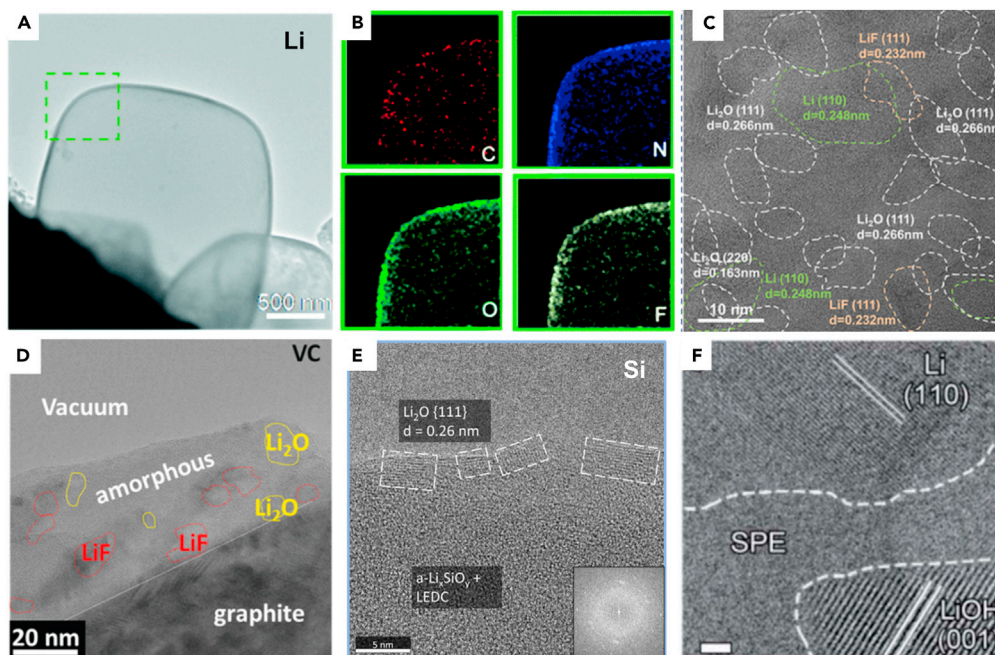 A
Li
500 nm
B
C
N
O
F
C
LiF (111)
d=0.232nm
Li₂O (111)
d=0.266nm
Li (110)
d=0.248nm
Li₂O (111)
d=0.266nm
Li₂O (111)
d=0.266nm
Li₂O (220)
d=0.163nm
Li (110)
d=0.248nm
LiF (111)
d=0.232nm
10 nm
D
VC
Vacuum
amorphous
Li₂O
Li₂O
LiF
LiF
graphite
20 nm
E
Si
Li₂O {111}
d = 0.26 nm
a-LiₓSiOᵧ +
LEDC
5 nm
F
Li
(110)
SPE
LiOH
(001)